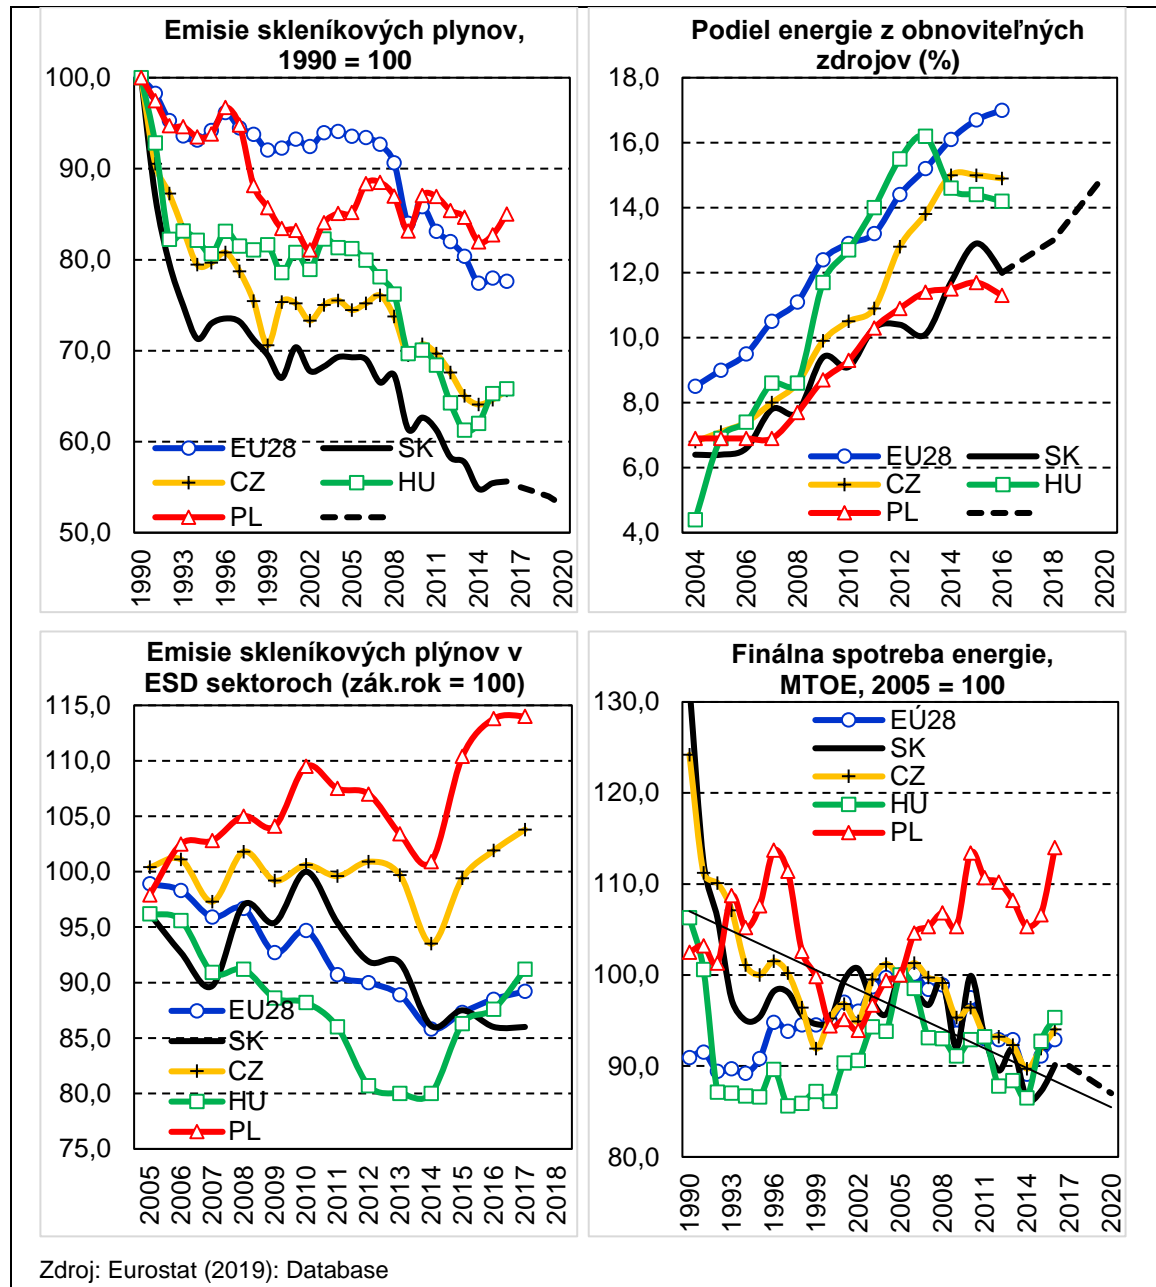 Emisie skleníkových plynov,
1990 = 100
100,0
90,0
80,0
70,0
60,0
50,0
EU28
SK
CZ
HU
PL
1990
1993
1996
1999
2002
2005
2008
2011
2014
2017
2020
Podiel energie z obnoviteľných
zdrojov (%)
18,0
16,0
14,0
12,0
10,0
8,0
6,0
4,0
EU28
SK
CZ
HU
PL
2004
2006
2008
2010
2012
2014
2016
2018
2020
Emisie skleníkových plýnov v
ESD sektoroch (zák.rok = 100)
115,0
110,0
105,0
100,0
95,0
90,0
85,0
80,0
75,0
EU28
SK
CZ
HU
PL
2005
2006
2007
2008
2009
2010
2011
2012
2013
2014
2015
2016
2017
2018
Finálna spotreba energie,
MTOE, 2005 = 100
130,0
120,0
110,0
100,0
90,0
80,0
EÚ28
SK
CZ
HU
PL
1990
1993
1996
1999
2002
2005
2008
2011
2014
2017
2020
Zdroj: Eurostat (2019): Database